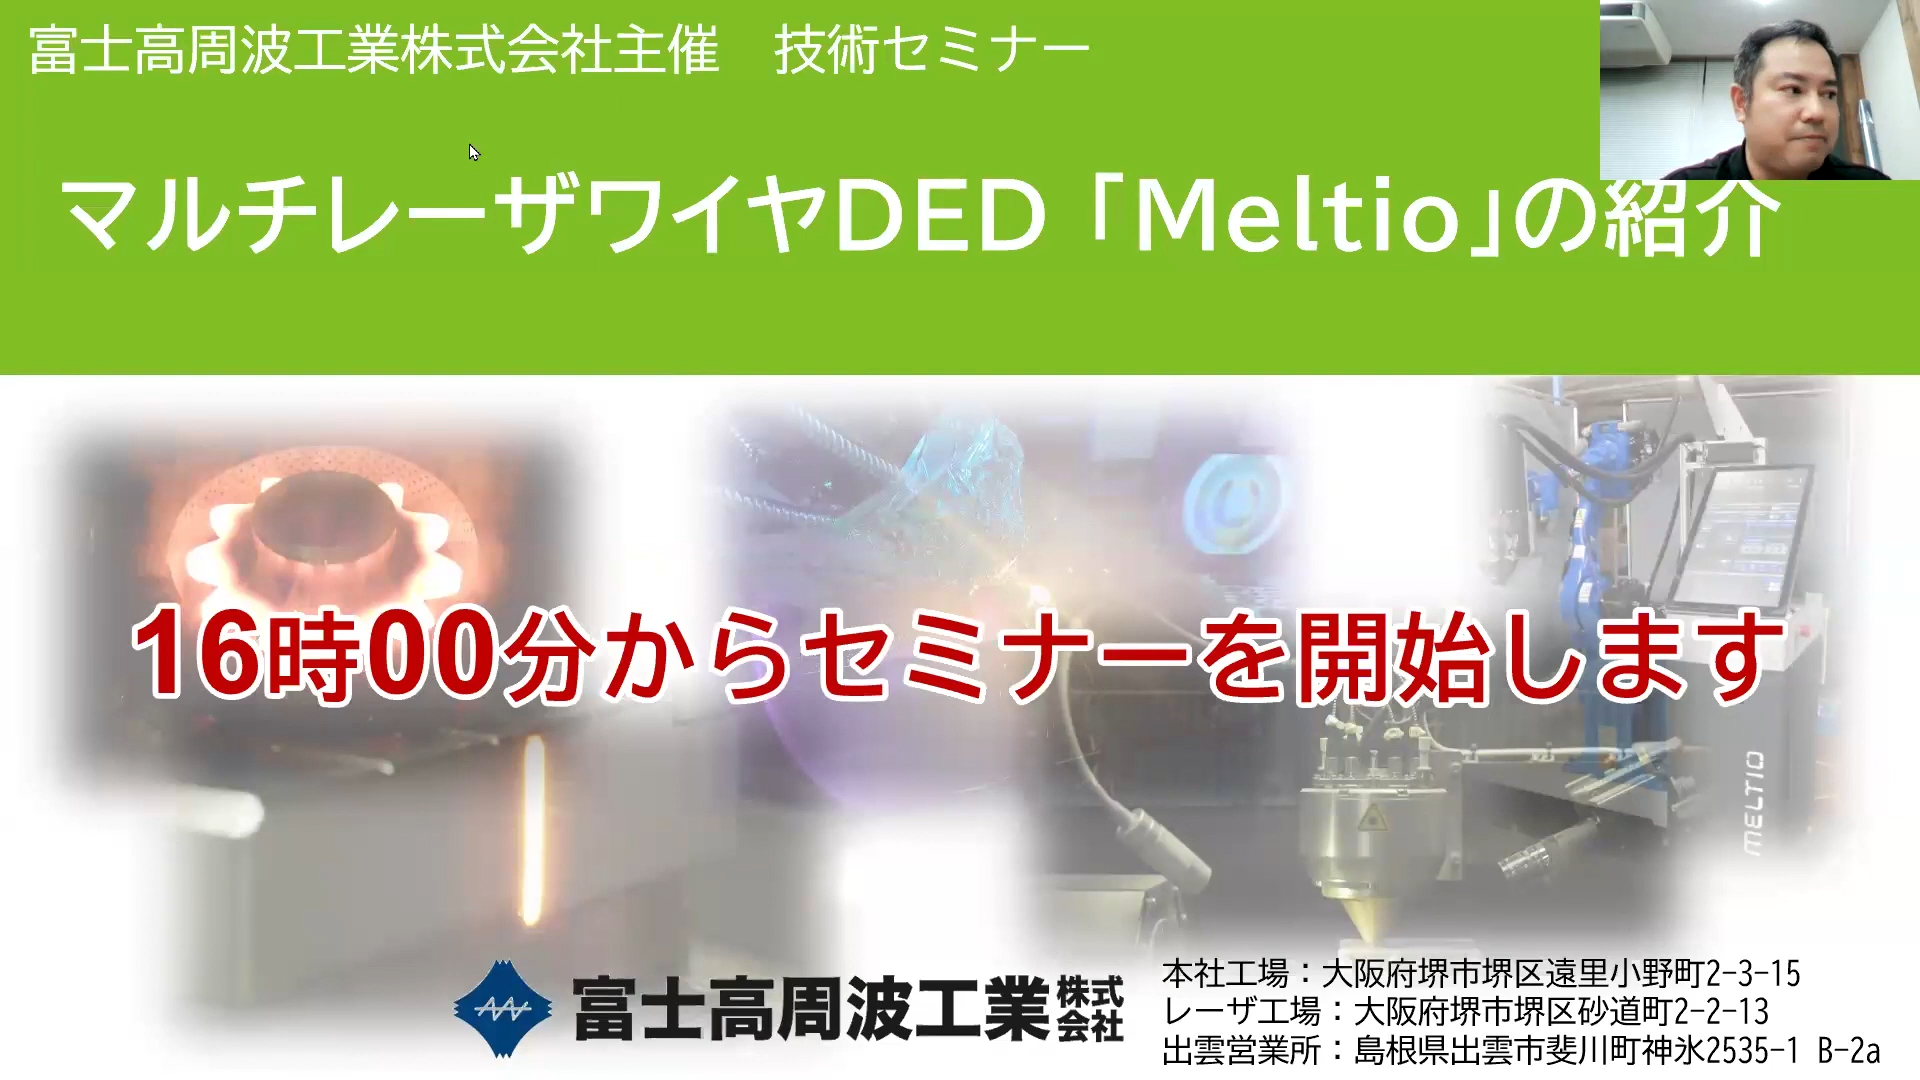 富士高周波工業株式会社主催　技術セミナー
マルチレーザワイヤDED「Meltio」の紹介
16時00分からセミナーを開始します
MELTIO
富士高周波工業株式会社
本社工場：大阪府堺市堺区遠里小野町2-3-15
レーザ工場：大阪府堺市堺区砂道町2-2-13
出雲営業所：島根県出雲市斐川町神氷2535-1 B-2a